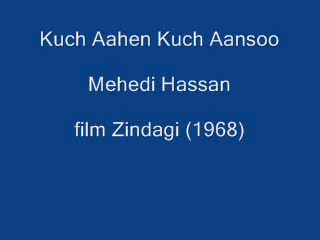 Kuch Aahen Kuch Aansoo
Mehedi Hassan
film Zindagi (1968)